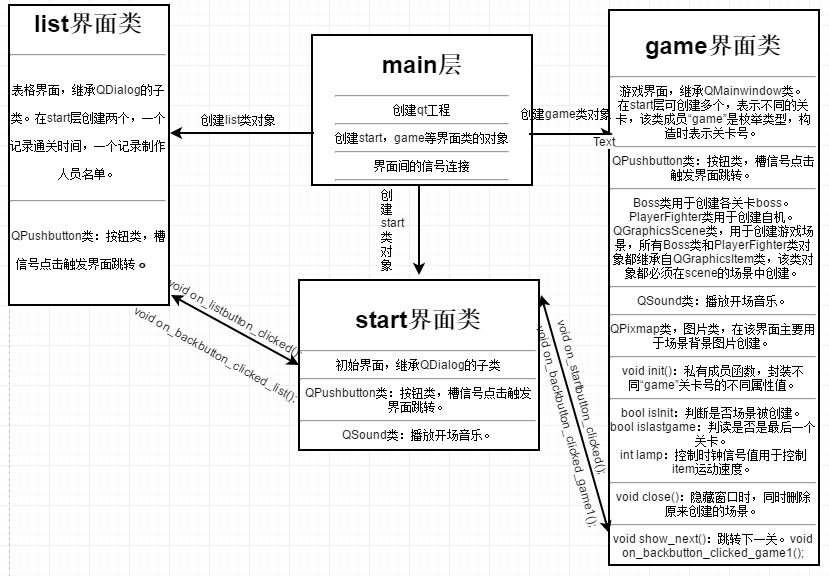 list界面类
表格界面，继承QDialog的子
类。在start层创建两个，一个
记录通关时间，一个记录制作
人员名单。
QPushbutton类：按钮类，槽
信号点击触发界面跳转。
main层
创建qt工程
创建start，game等界面类的对象
界面间的信号连接
创建list类对象
创建game类对象
Text
创
建
start
类
对
象
start界面类
初始界面，继承QDialog的子类
QPushbutton类：按钮类，槽信号点击触发
界面跳转。
QSound类：播放开场音乐。
void on_listbutton_clicked();
void on_backbutton_clicked_list();
void on_startbutton_clicked();
void on_backbutton_clicked_game1();
game界面类
游戏界面，继承QMainwindow类。
在start层可创建多个，表示不同的关
卡，该类成员“game”是枚举类型，构
造时表示关卡号。
QPushbutton类：按钮类，槽信号点击
触发界面跳转。
Boss类用于创建各关卡boss。
PlayerFighter类用于创建自机。
QGraphicsScene类，用于创建游戏场
景，所有Boss类和PlayerFighter类对
象都继承自QGraphicsItem类，该类对
象都必须在scene的场景中创建。
QSound类：播放开场音乐。
QPixmap类，图片类，在该界面主要用
于场景背景图片创建。
void init()：私有成员函数，封装不
同“game”关卡号的不同属性值。
bool isInit：判断是否场景被创建。
bool islastgame：判读是否是最后一个
关卡。
int lamp：控制时钟信号值用于控制
item运动速度。
void close()：隐藏窗口时，同时删除
原来创建的场景。
void show_next()：跳转下一关。void
on_backbutton_clicked_game1();